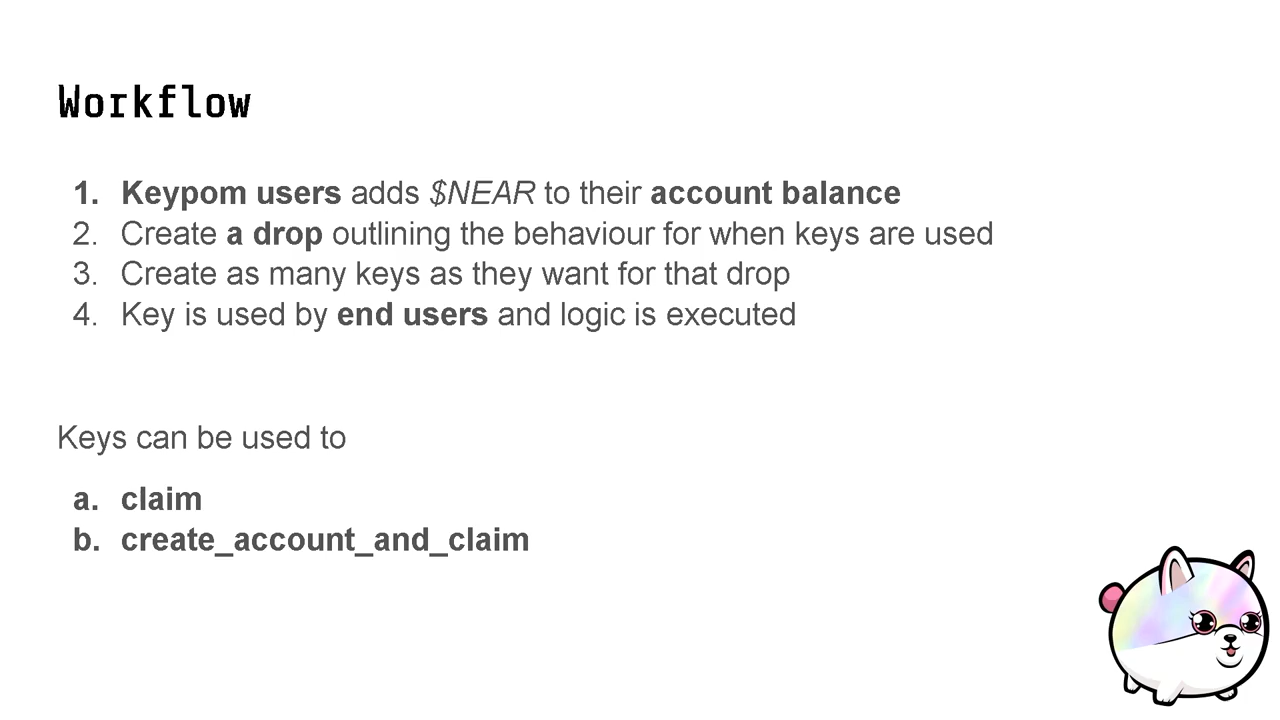 Workflow
1. Keypom users adds $NEAR to their account balance
2. Create a drop outlining the behaviour for when keys are used
3. Create as many keys as they want for that drop
4. Key is used by end users and logic is executed
Keys can be used to
a. claim
b. create_account_and_claim